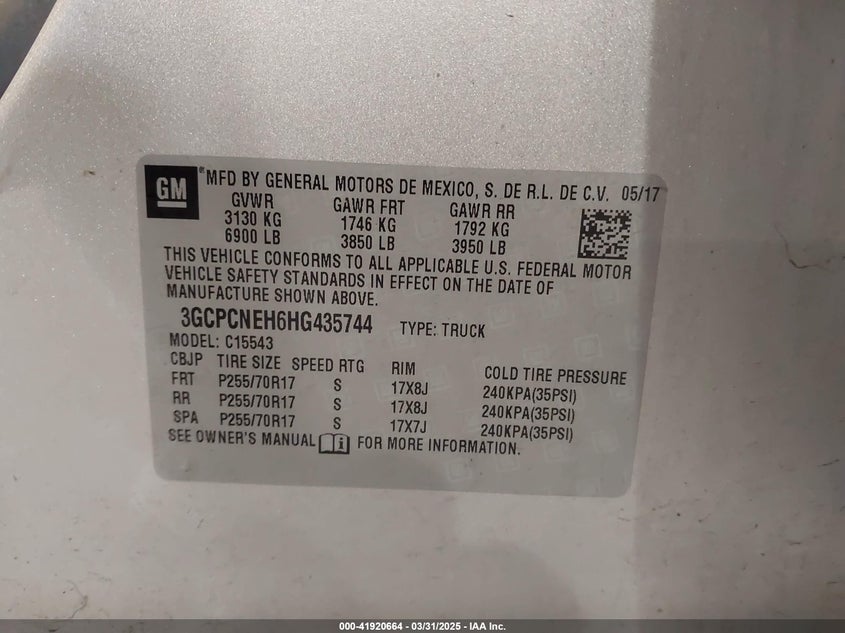 GM ® MFD BY GENERAL MOTORS DE MEXICO, S. DE R.L. DE C.V. 05/17
GVWR GAWR FRT GAWR RR
3130 KG 1746 KG 1792 KG
6900 LB 3850 LB 3950 LB
THIS VEHICLE CONFORMS TO ALL APPLICABLE U.S. FEDERAL MOTOR
VEHICLE SAFETY STANDARDS IN EFFECT ON THE DATE OF
MANUFACTURE SHOWN ABOVE.
3GCPCNEH6HG435744 TYPE: TRUCK
MODEL: C15543
CBJP TIRE SIZE SPEED RTG RIM COLD TIRE PRESSURE
FRT P255/70R17 S 17X8J 240KPA(35PSI)
RR P255/70R17 S 17X8J 240KPA(35PSI)
SPA P255/70R17 S 17X7J 240KPA(35PSI)
SEE OWNER'S MANUAL FOR MORE INFORMATION.
000-41920664 — 03/31/2025 — IAA Inc.